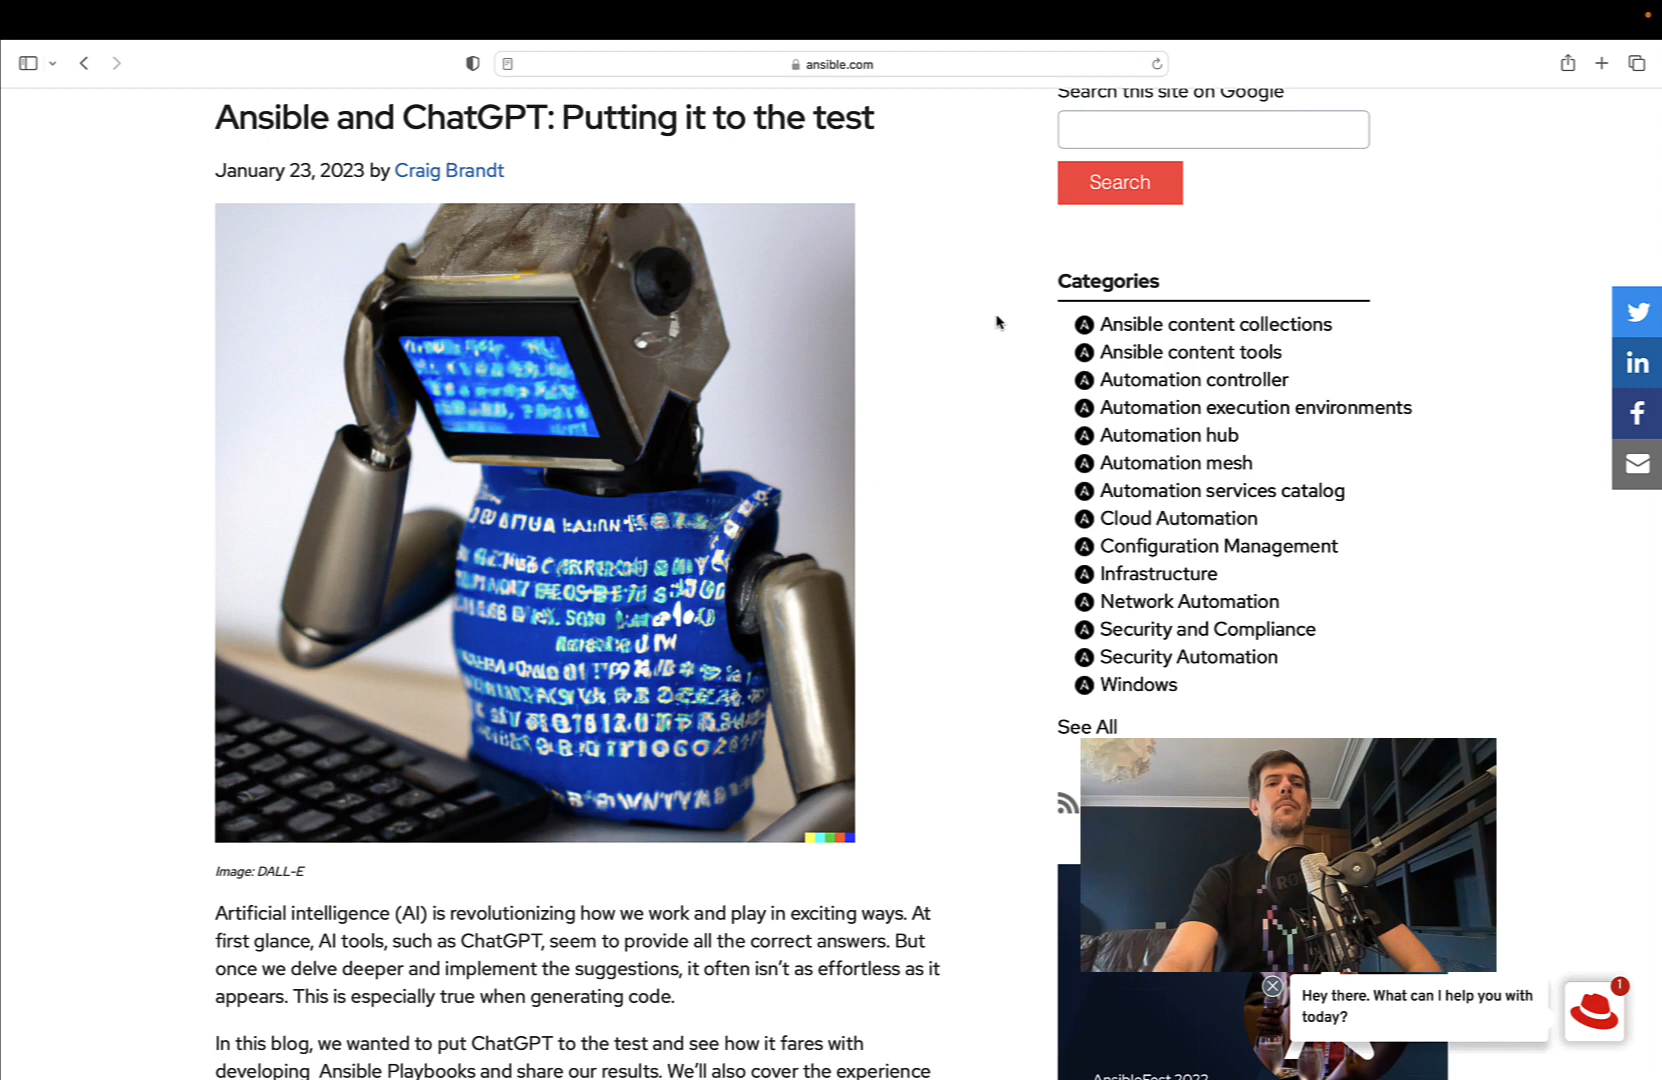 ansible.com
Ansible and ChatGPT: Putting it to the test
January 23, 2023 by Craig Brandt
Image: DALL-E
Artificial intelligence (AI) is revolutionizing how we work and play in exciting ways. At
first glance, AI tools, such as ChatGPT, seem to provide all the correct answers. But
once we delve deeper and implement the suggestions, it often isn't as effortless as it
appears. This is especially true when generating code.
In this blog, we wanted to put ChatGPT to the test and see how it fares with
developing Ansible Playbooks and share our results. We'll also cover the experience
Search this site on Google
Search
Categories
Ansible content collections
Ansible content tools
Automation controller
Automation execution environments
Automation hub
Automation mesh
Automation services catalog
Cloud Automation
Configuration Management
Infrastructure
Network Automation
Security and Compliance
Security Automation
Windows
See All
Hey there. What can I help you with
today?
1
AnsibleFest 2022
in
f